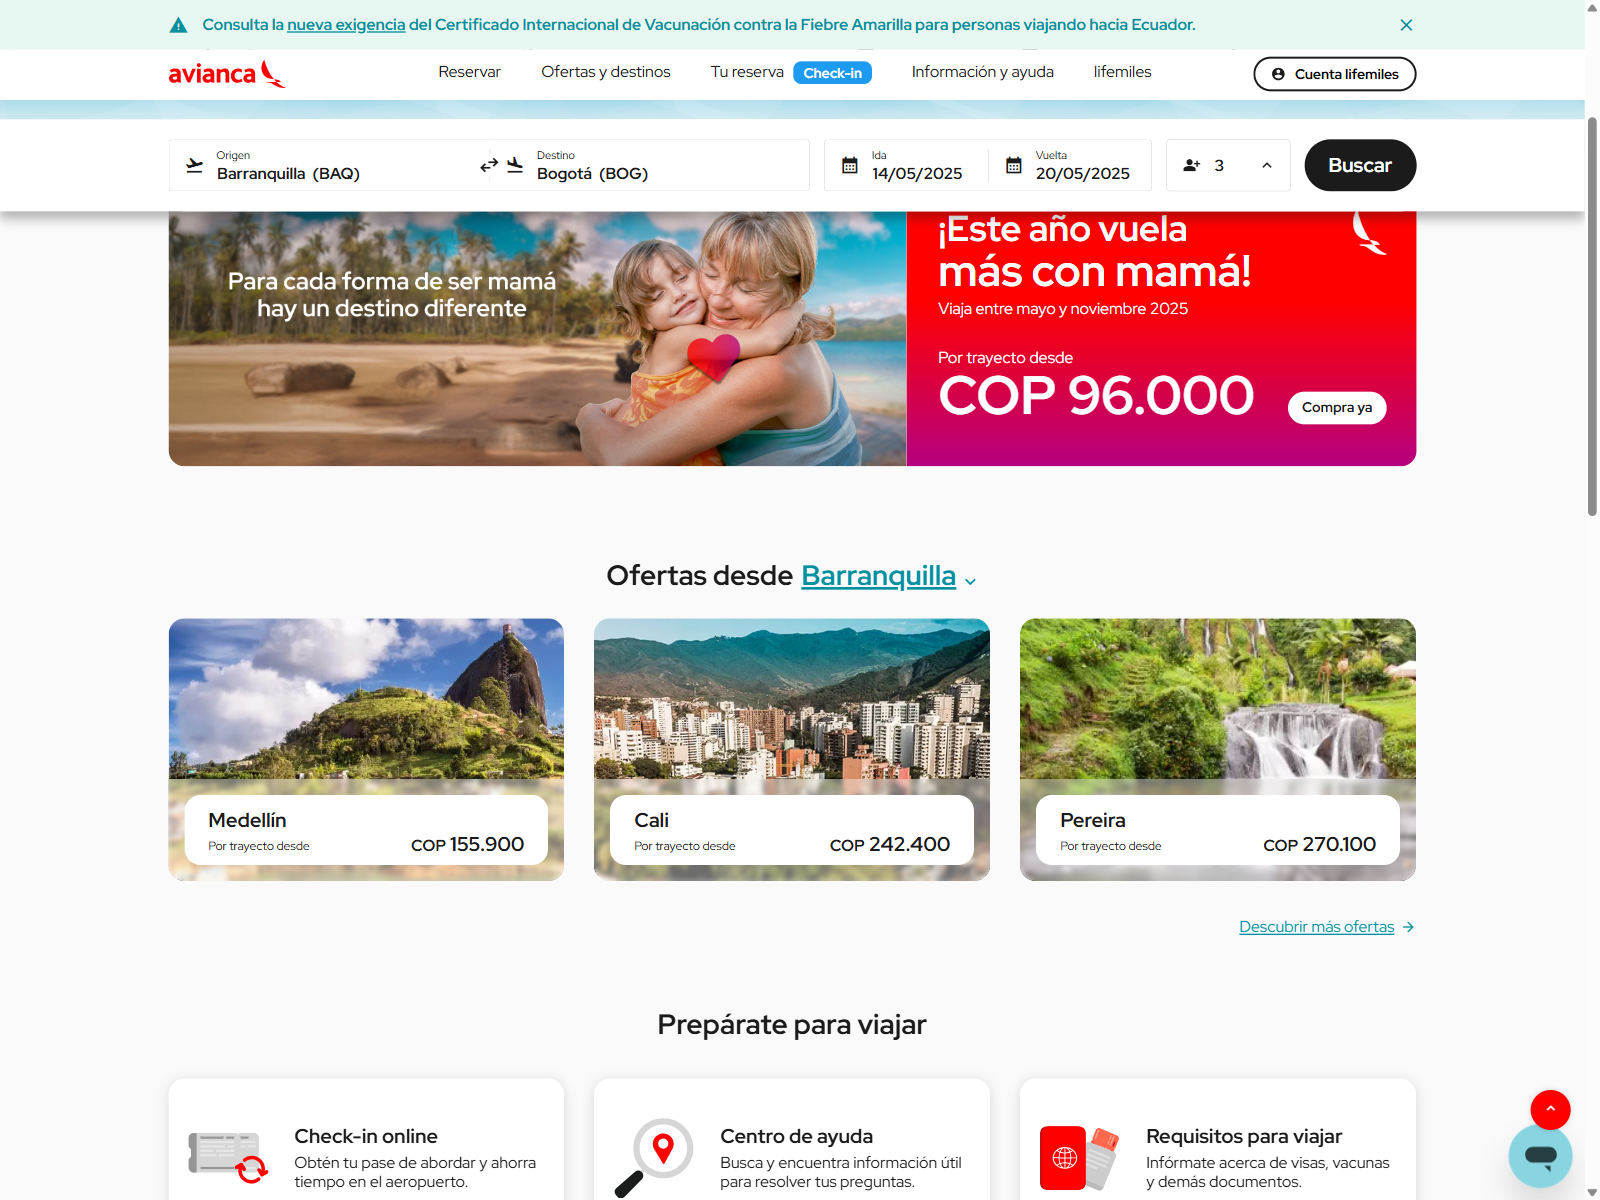 Consulta la nueva exigencia del Certificado Internacional de Vacunación contra la Fiebre Amarilla para personas viajando hacia Ecuador.
avianca
Reservar
Ofertas y destinos
Tu reserva
Check-in
Información y ayuda
lifemiles
Cuenta lifemiles
Origen
Barranquilla (BAQ)
Destino
Bogotá (BOG)
Ida
14/05/2025
Vuelta
20/05/2025
3
Buscar
Para cada forma de ser mamá
hay un destino diferente
¡Este año vuela
más con mamá!
Viaja entre mayo y noviembre 2025
Por trayecto desde
COP 96.000
Compra ya
Ofertas desde Barranquilla
Medellín
Por trayecto desde
COP 155.900
Cali
Por trayecto desde
COP 242.400
Pereira
Por trayecto desde
COP 270.100
Descubrir más ofertas
Prepárate para viajar
Check-in online
Obtén tu pase de abordar y ahorra
tiempo en el aeropuerto.
Centro de ayuda
Busca y encuentra información útil
para resolver tus preguntas.
Requisitos para viajar
Infórmate acerca de visas, vacunas
y demás documentos.